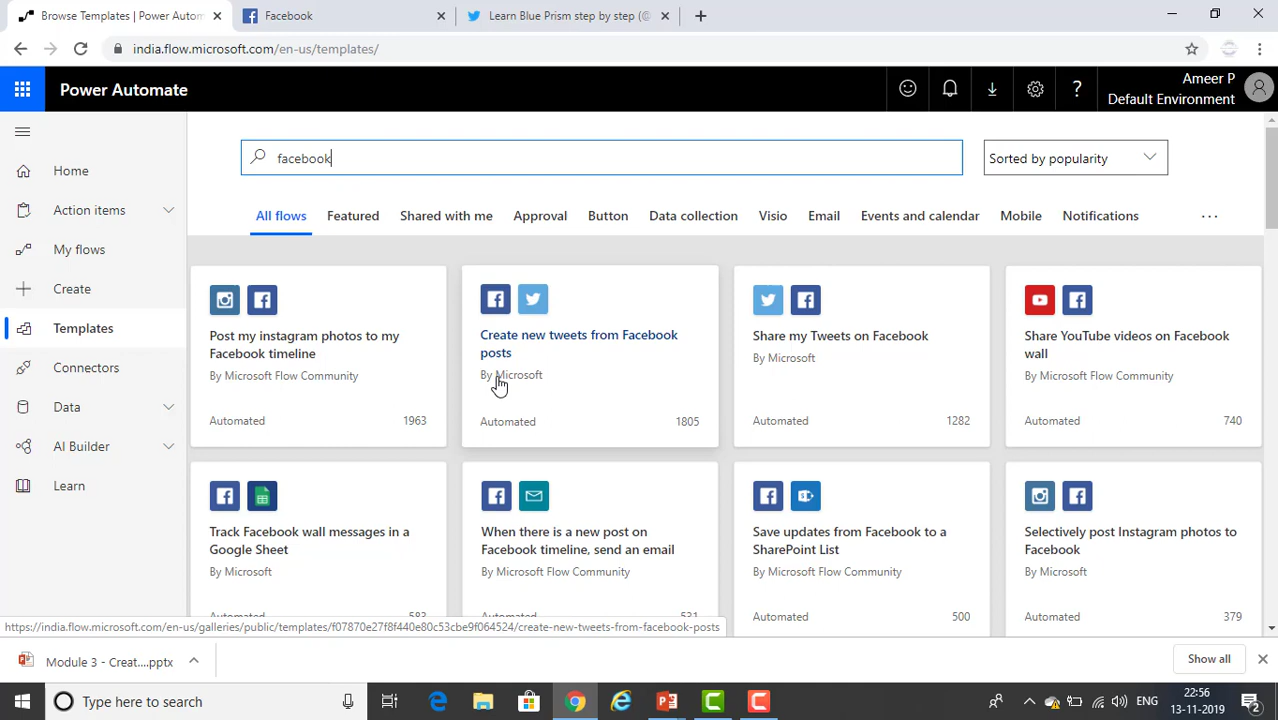 Browse Templates | Power Autom
Facebook
Learn Blue Prism step by step (@
india.flow.microsoft.com/en-us/templates/
Power Automate
Ameer P
Default Environment
facebook
Sorted by popularity
Home
Action items
My flows
Create
Templates
Connectors
Data
AI Builder
Learn
All flows
Featured
Shared with me
Approval
Button
Data collection
Visio
Email
Events and calendar
Mobile
Notifications
Post my instagram photos to my
Facebook timeline
By Microsoft Flow Community
Automated 1963
Create new tweets from Facebook
posts
By Microsoft
Automated 1805
Share my Tweets on Facebook
By Microsoft
Automated 1282
Share YouTube videos on Facebook
wall
By Microsoft Flow Community
Automated 740
Track Facebook wall messages in a
Google Sheet
By Microsoft
Automated 583
When there is a new post on
Facebook timeline, send an email
By Microsoft Flow Community
Automated 531
Save updates from Facebook to a
SharePoint List
By Microsoft Flow Community
Automated 500
Selectively post Instagram photos to
Facebook
By Microsoft
Automated 379
https://india.flow.microsoft.com/en-us/galleries/public/templates/f07870e27f8f440e80c53cbe9f064524/create-new-tweets-from-facebook-posts
Module 3 - Creat....pptx
Show all
Type here to search
ENG
22:56
13-11-2019
2